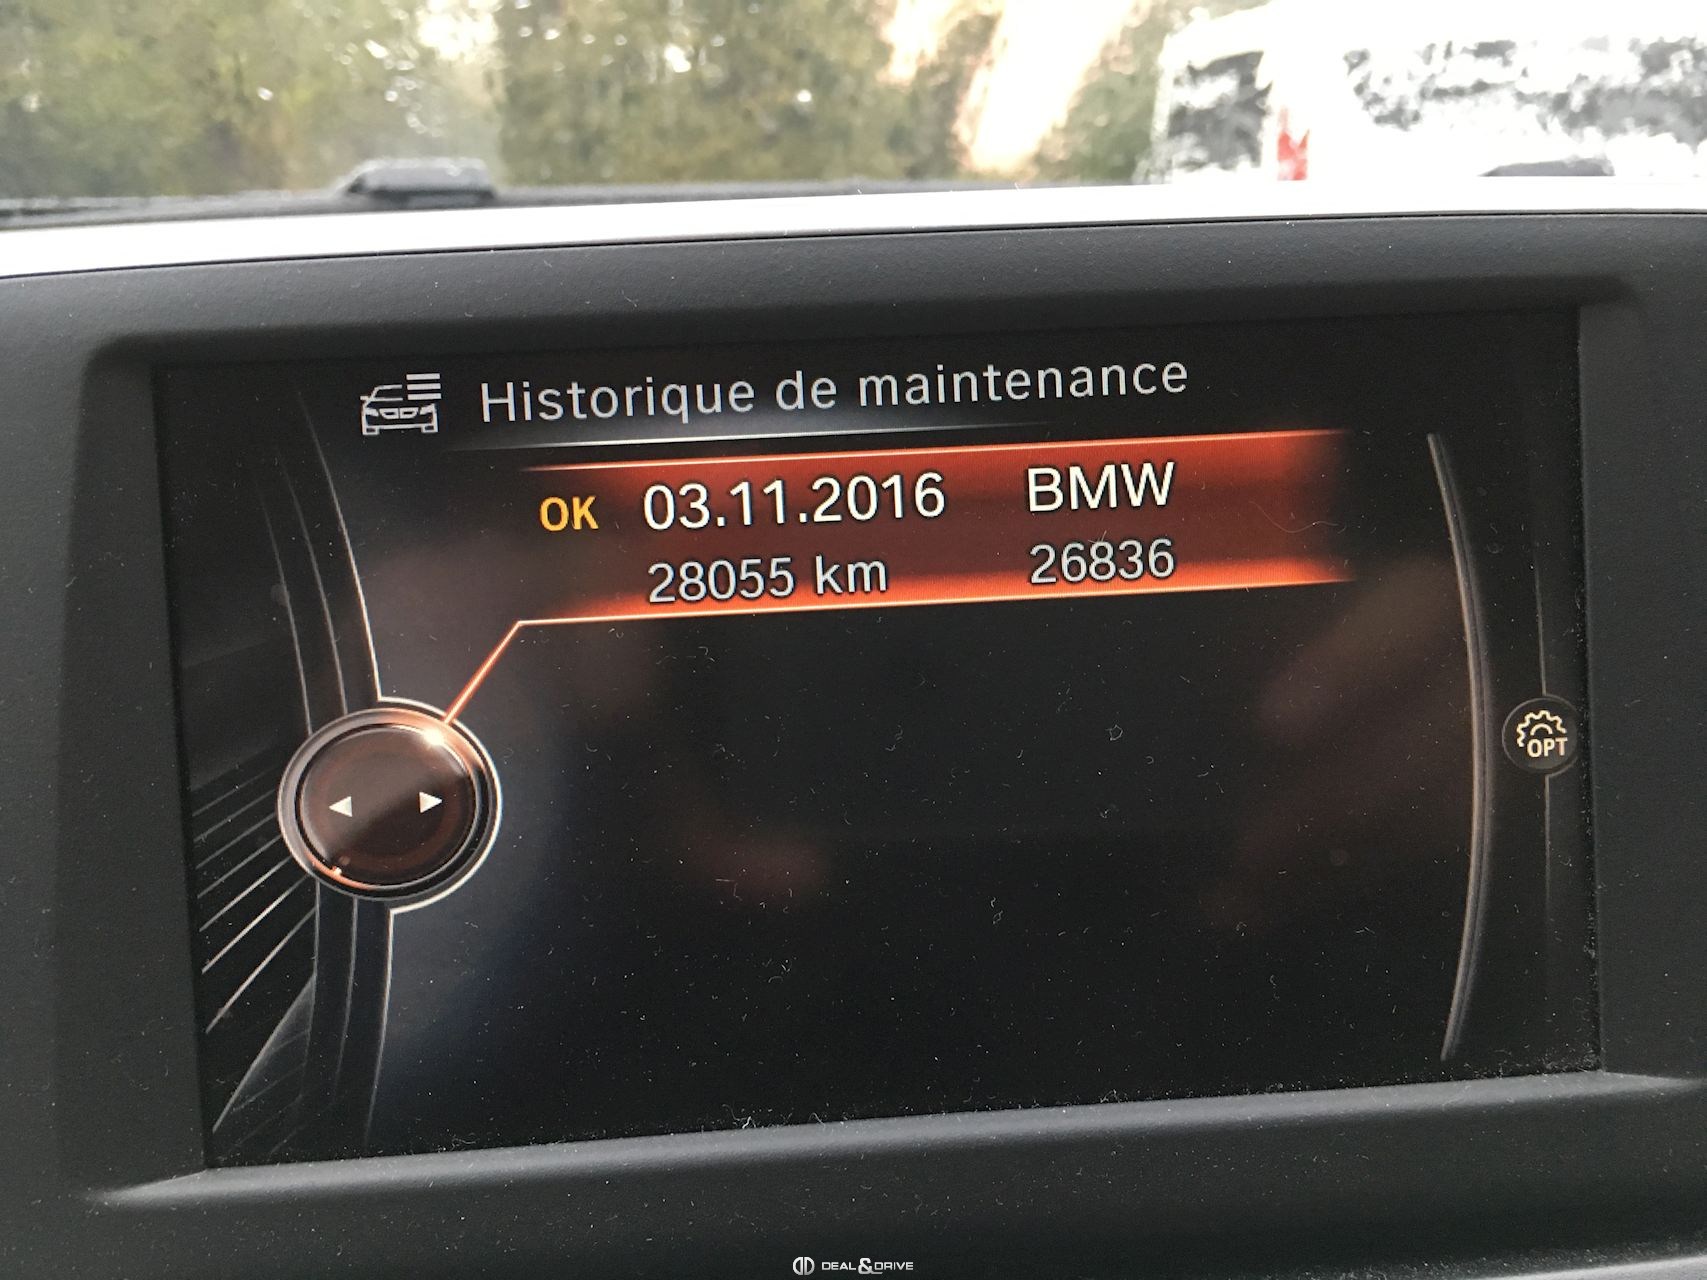 Historique de maintenance
OK 03.11.2016 BMW
28055 km 26836
OPT
DEAL&DRIVE